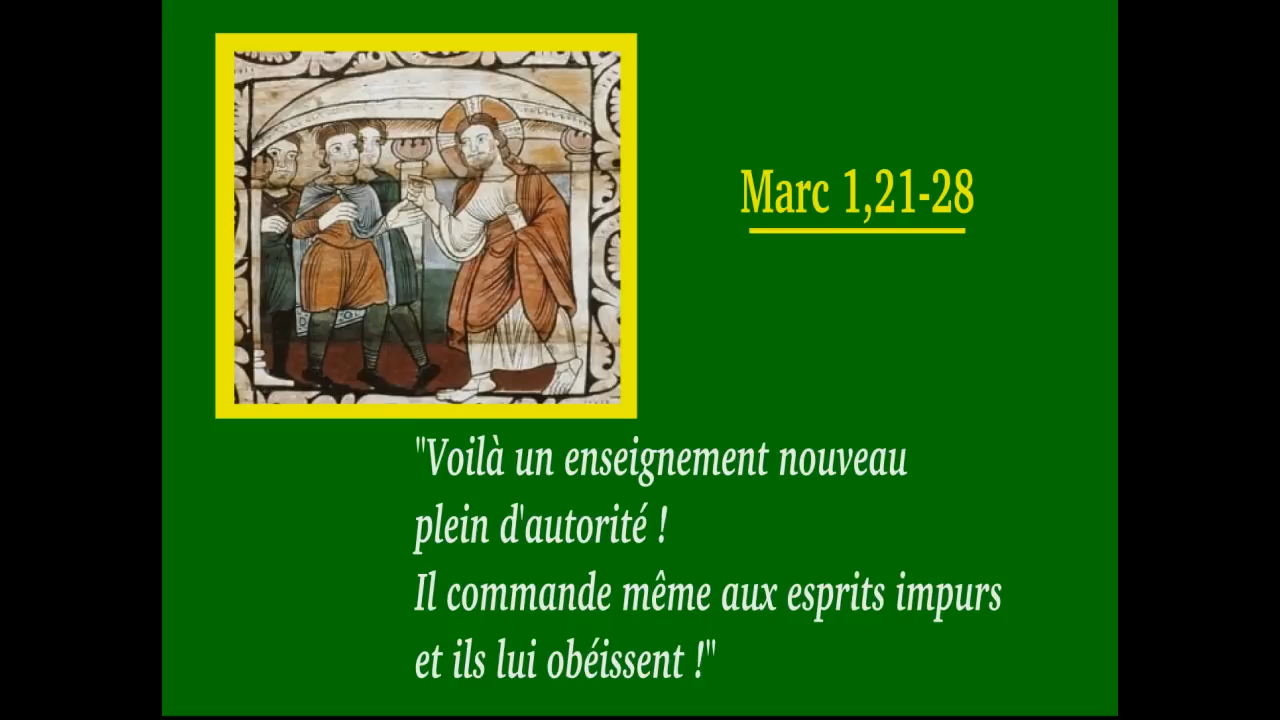 Marc 1,21-28
"Voilà un enseignement nouveau
plein d'autorité !
Il commande même aux esprits impurs
et ils lui obéissent !"